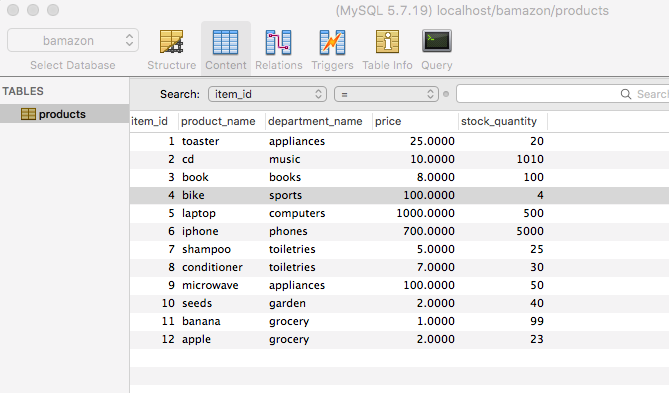 (MySQL 5.7.19) localhost/bamazon/products
bamazon
Select Database Structure Content Relations Triggers Table Info Query
TABLES
products
Search: item_id = Search
item_id product_name department_name price stock_quantity
1 toaster appliances 25.0000 20
2 cd music 10.0000 1010
3 book books 8.0000 100
4 bike sports 100.0000 4
5 laptop computers 1000.0000 500
6 iphone phones 700.0000 5000
7 shampoo toiletries 5.0000 25
8 conditioner toiletries 7.0000 30
9 microwave appliances 100.0000 50
10 seeds garden 2.0000 40
11 banana grocery 1.0000 99
12 apple grocery 2.0000 23